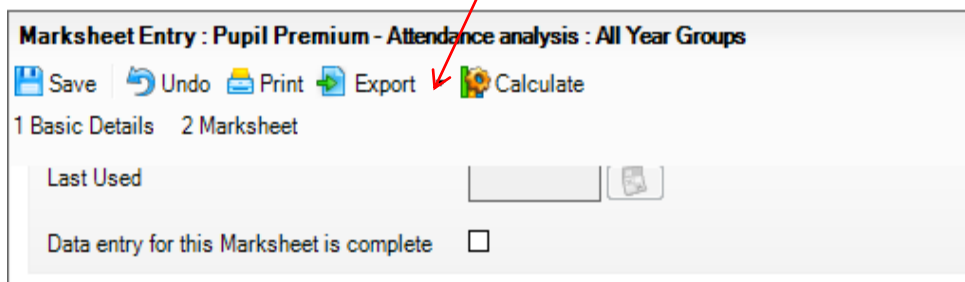 Marksheet Entry : Pupil Premium - Attendance analysis : All Year Groups
Save Undo Print Export Calculate
1 Basic Details 2 Marksheet
Last Used
Data entry for this Marksheet is complete